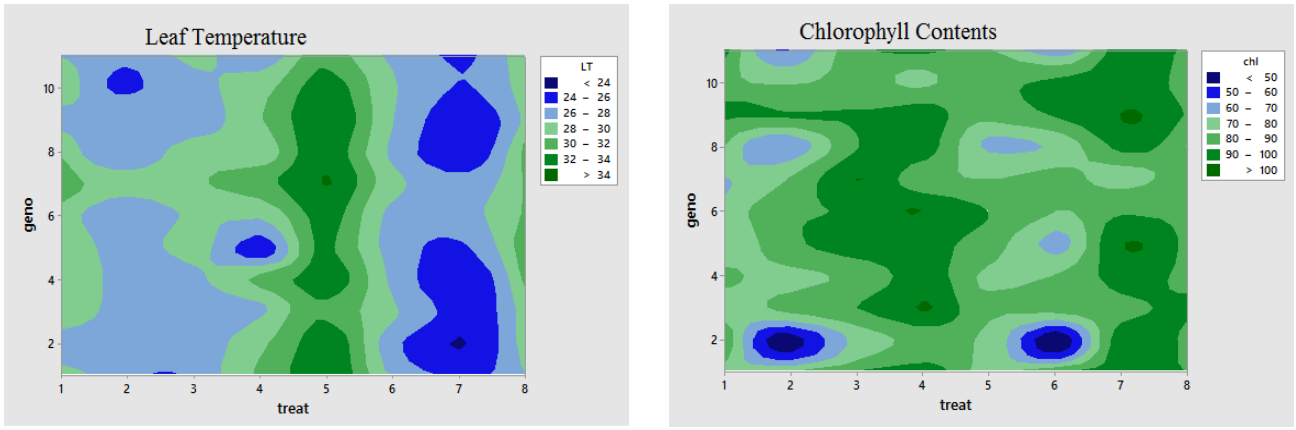 Leaf Temperature
LT
< 24
24 – 26
26 – 28
28 – 30
30 – 32
32 – 34
> 34
10
8
6
4
2
geno
1 2 3 4 5 6 7 8
treat
Chlorophyll Contents
chl
< 50
50 – 60
60 – 70
70 – 80
80 – 90
90 – 100
> 100
10
8
6
4
2
geno
1 2 3 4 5 6 7 8
treat